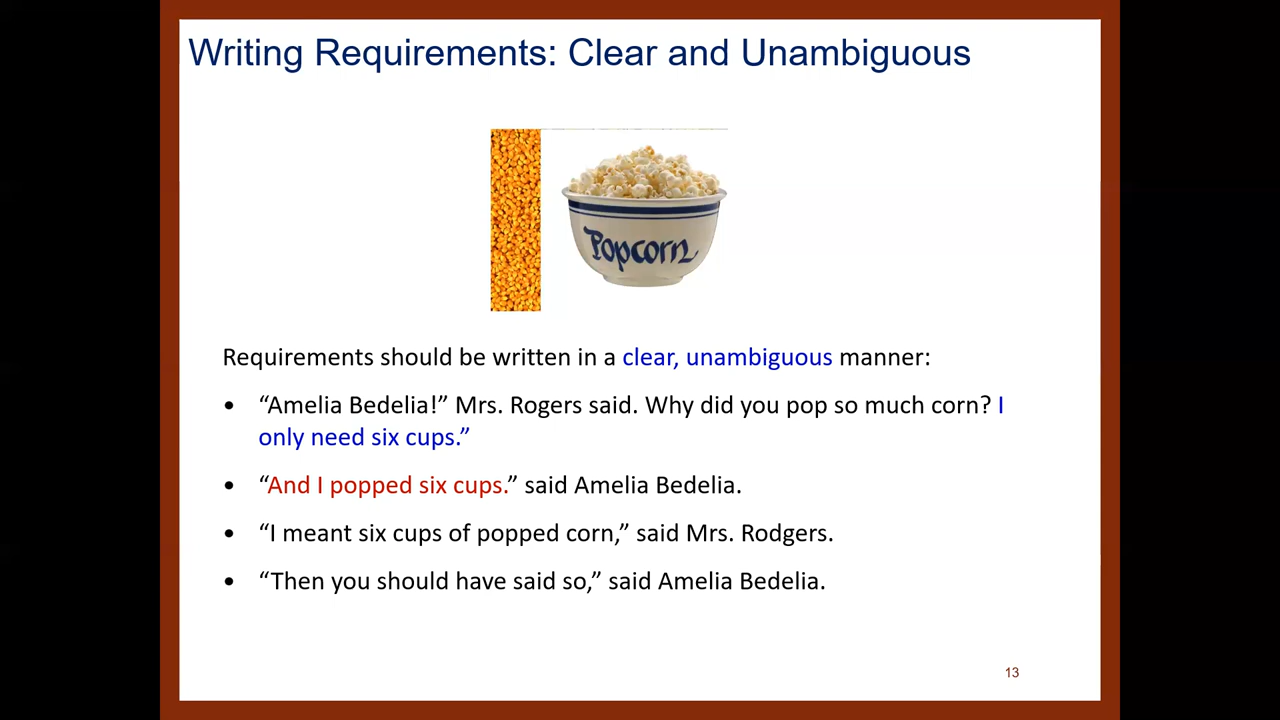 Writing Requirements: Clear and Unambiguous
Popcorn
Requirements should be written in a clear, unambiguous manner:
• “Amelia Bedelia!” Mrs. Rogers said. Why did you pop so much corn? I
only need six cups.”
• “And I popped six cups.” said Amelia Bedelia.
• “I meant six cups of popped corn,” said Mrs. Rodgers.
• “Then you should have said so,” said Amelia Bedelia.
13